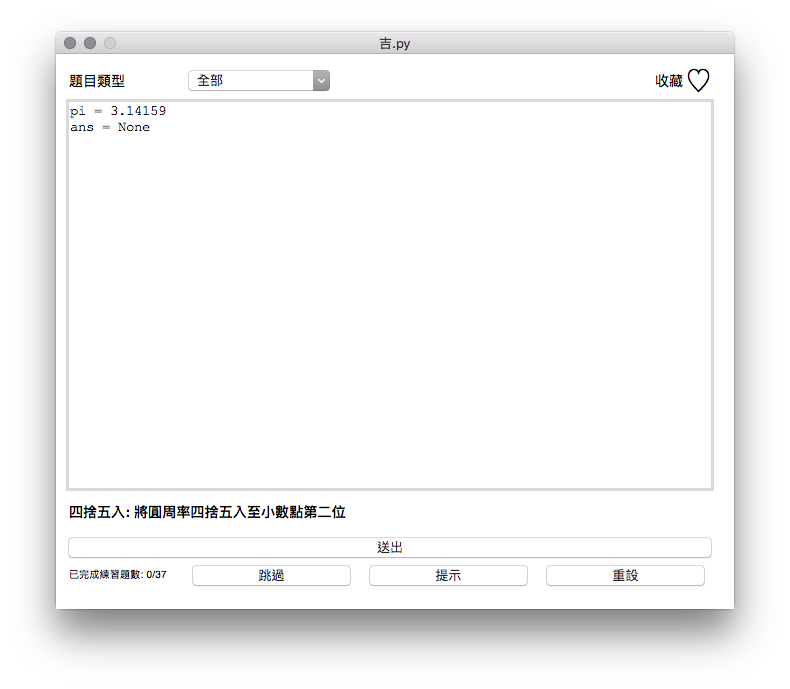 吉.py
題目類型
全部
收藏
pi = 3.14159
ans = None
四捨五入: 將圓周率四捨五入至小數點第二位
送出
已完成練習題數: 0/37
跳過
提示
重設